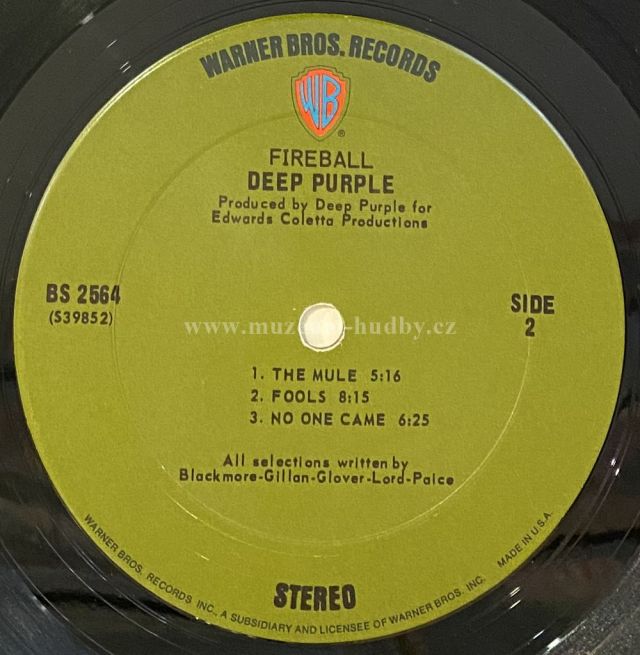 WARNER BROS. RECORDS
WB
®
FIREBALL
DEEP PURPLE
Produced by Deep Purple for
Edwards Coletta Productions
BS 2564
(S39852)
SIDE
2
1. THE MULE 5:16
2. FOOLS 8:15
3. NO ONE CAME 6:25
All selections written by
Blackmore-Gillan-Glover-Lord-Paice
STEREO
WARNER BROS. RECORDS INC., A SUBSIDIARY AND LICENSEE OF WARNER BROS. INC. MADE IN U.S.A.